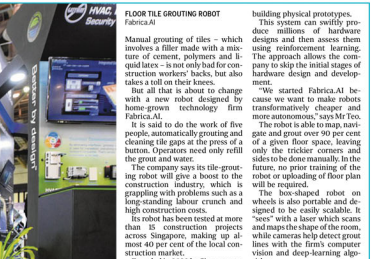 HVAC,
Security
Better by design
FLOOR TILE GROUTING ROBOT
Fabrica.AI
Manual grouting of tiles – which
involves a filler made with a mix-
ture of cement, polymers and li-
quid latex – is not only bad for con-
struction workers' backs, but also
takes a toll on their knees.
But all that is about to change
with a new robot designed by
home-grown technology firm
Fabrica.AI.
It is said to do the work of five
people, automatically grouting and
cleaning tile gaps at the press of a
button. Operators need only refill
the grout and water.
The company says its tile-grout-
ing robot will give a boost to the
construction industry, which is
grappling with problems such as a
long-standing labour crunch and
high construction costs.
Its robot has been tested at more
than 15 construction projects
across Singapore, making up al-
most 40 per cent of the local con-
struction market.
building physical prototypes.
This system can swiftly pro-
duce millions of hardware
designs and then assess them
using reinforcement learning.
The approach allows the com-
pany to skip the initial stages of
hardware design and develop-
ment.
"We started Fabrica.AI be-
cause we want to make robots
transformatively cheaper and
more autonomous," says Mr Teo.
The robot is able to map, navi-
gate and grout over 90 per cent
of a given floor space, leaving
only the trickier corners and
sides to be done manually. In the
future, no prior training of the
robot or uploading of floor plan
will be required.
The box-shaped robot on
wheels is also portable and de-
signed to be easily scalable. It
"sees" with a laser which scans
and maps the shape of the room,
while cameras help detect grout
lines with the firm's computer
vision and deep-learning algo-